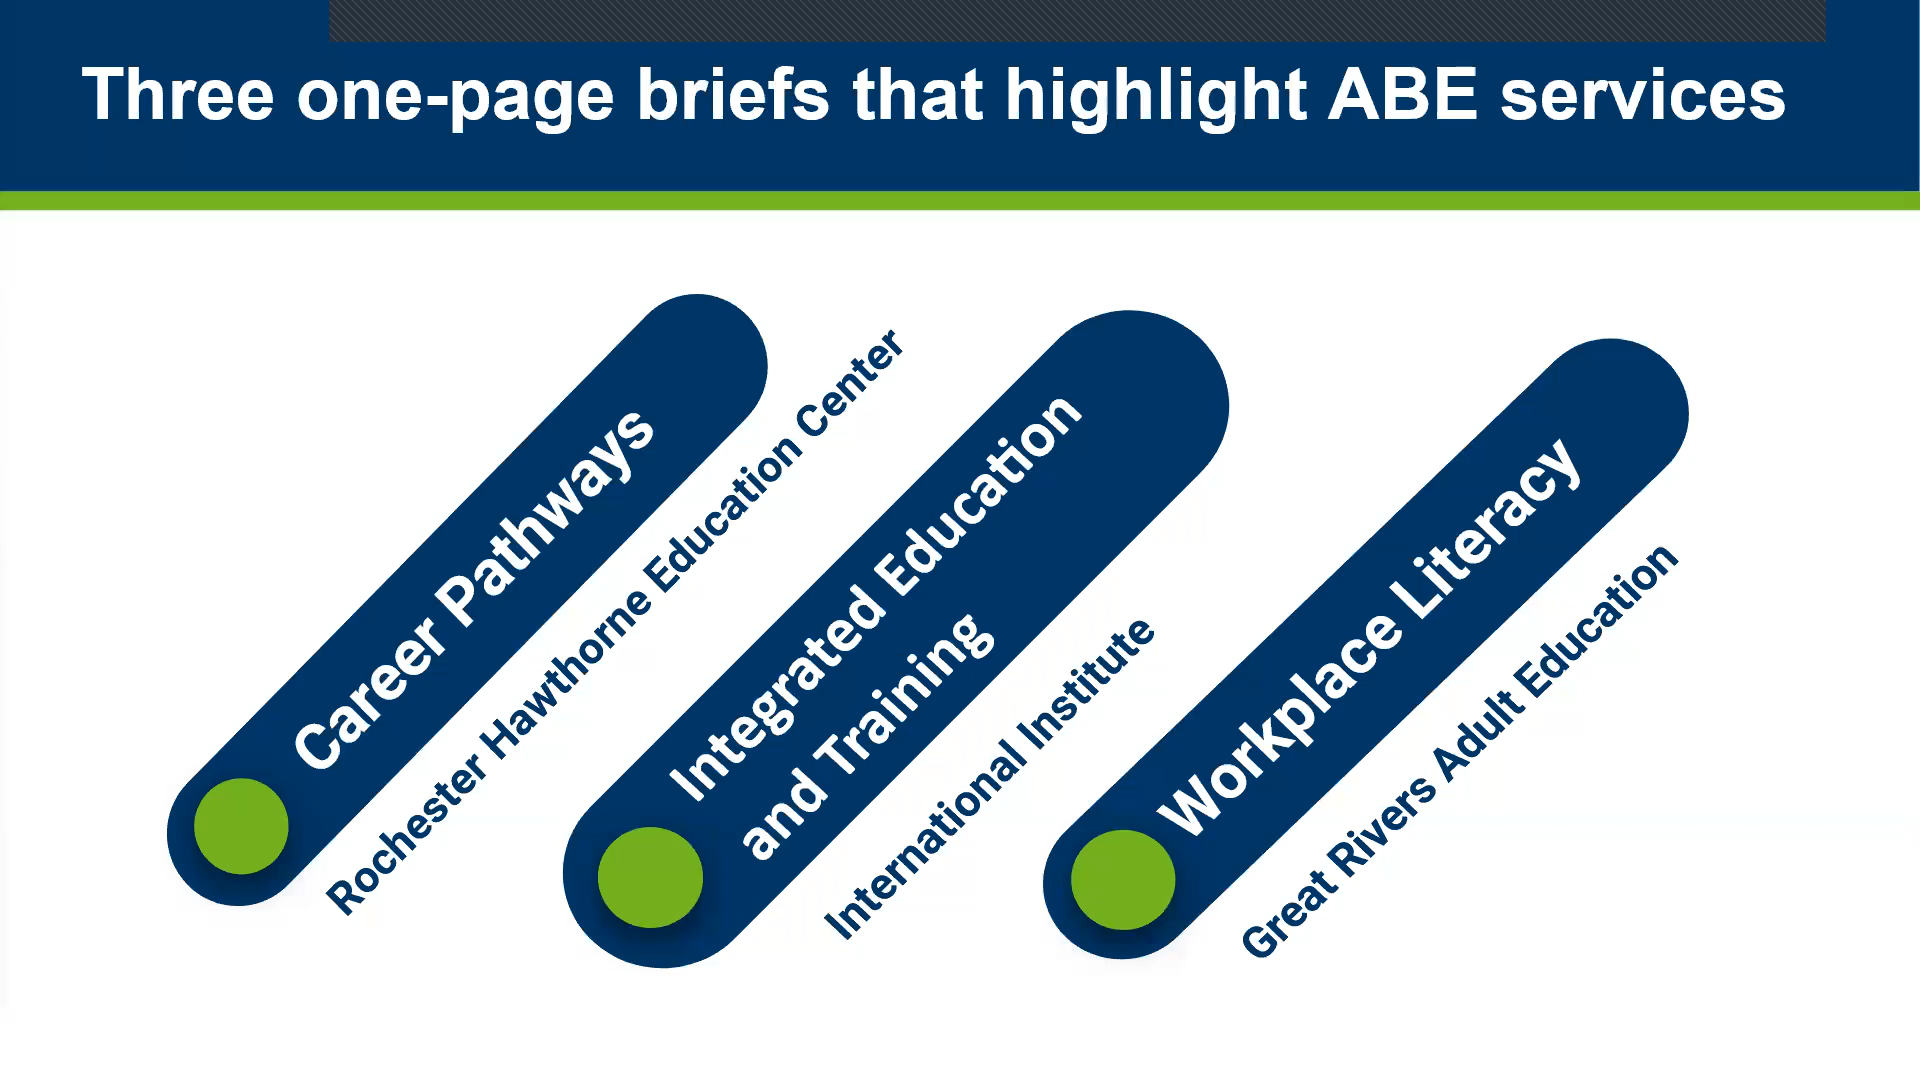 Three one-page briefs that highlight ABE services
Career Pathways
Rochester Hawthorne Education Center
Integrated Education
and Training
International Institute
Workplace Literacy
Great Rivers Adult Education